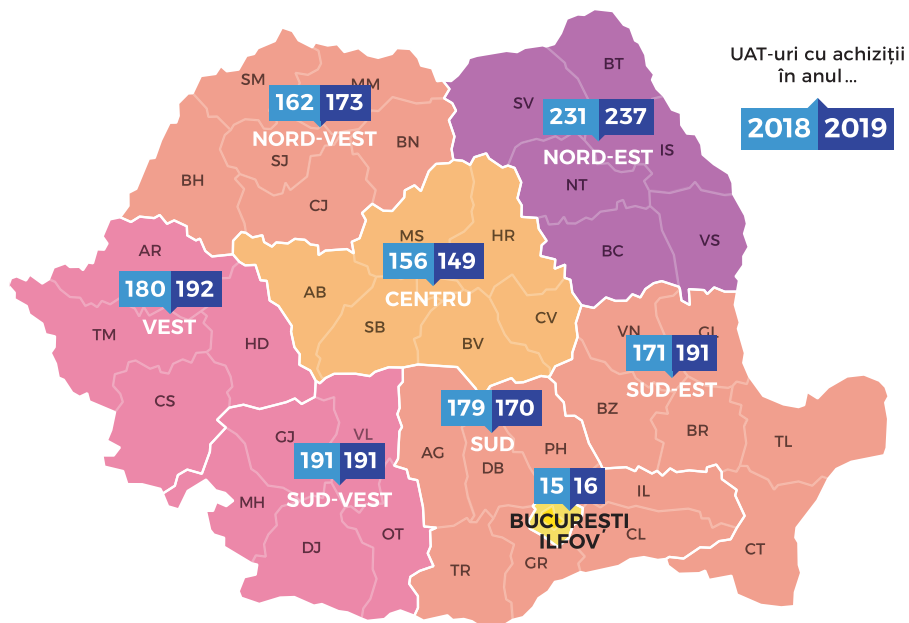 UAT-uri cu achiziții
în anul ...
2018 2019
BT
SM
MM
SV
162 173
231 237
NORD-VEST
BN
IS
NORD-EST
SJ
BH
NT
CJ
MS
HR
VS
AR
BC
156 149
180 192
AB
CENTRU
CV
VEST
SB
TM
HD
BV
VN
GL
171 191
SUD-EST
CS
179 170
BZ
GJ
VL
SUD
BR
TL
191 191
AG
PH
DB
SUD-VEST
15 16
IL
MH
BUCUREȘTI
ILFOV
CL
OT
DJ
CT
TR
GR